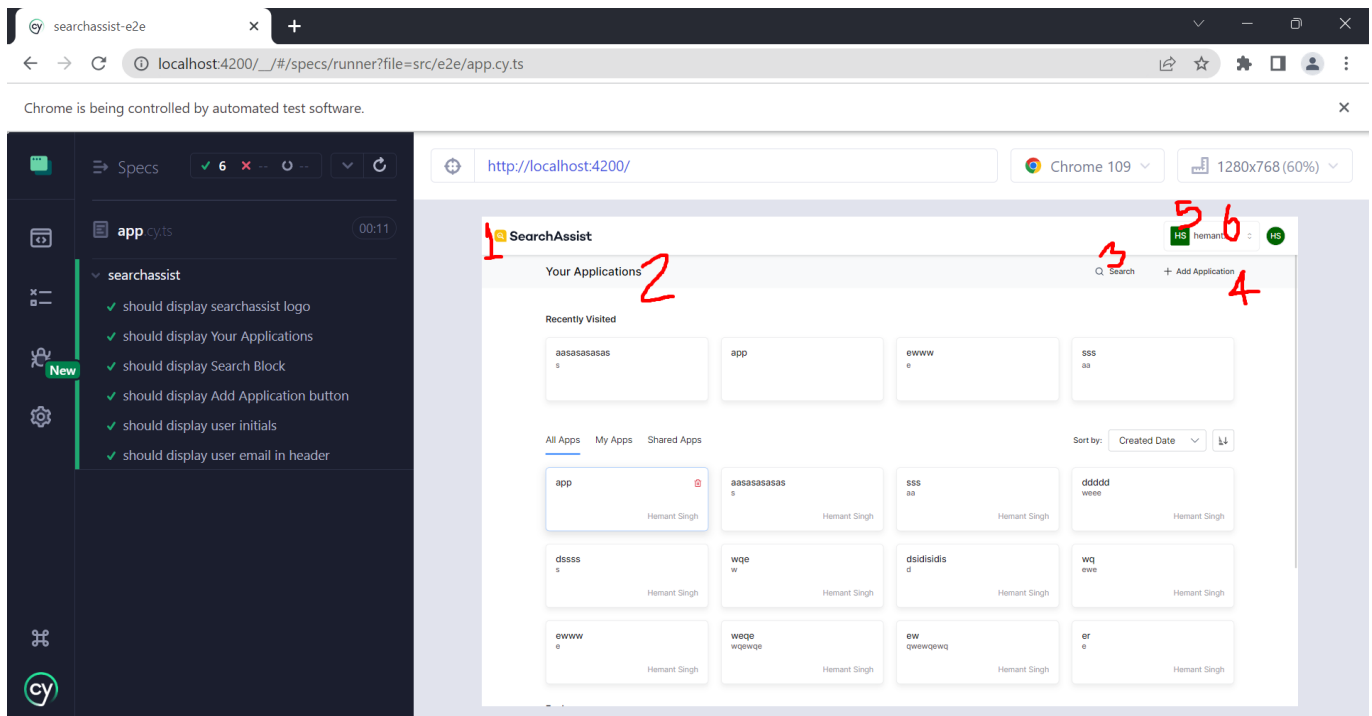 searchassist-e2e
localhost:4200/__/#/specs/runner?file=src/e2e/app.cy.ts
Chrome is being controlled by automated test software.
Specs 6 -- --
app.cy.ts 00:11
searchassist
should display searchassist logo
should display Your Applications
should display Search Block
should display Add Application button
should display user initials
should display user email in header
New
cy
http://localhost:4200/ Chrome 109 1280x768 (60%)
1 SearchAssist 5 HS 6 HS
Your Applications 2 3 Search + Add Application 4
Recently Visited
aasasasasas app ewww sss
s e aa
All Apps My Apps Shared Apps Sort by: Created Date
app aasasasasas sss ddddd
s aa weee
Hemant Singh Hemant Singh Hemant Singh Hemant Singh
dssss wqe dsidisidis wq
s w d ewe
Hemant Singh Hemant Singh Hemant Singh Hemant Singh
ewww weqe ew er
e wqewqe qwewqewq e
Hemant Singh Hemant Singh Hemant Singh Hemant Singh